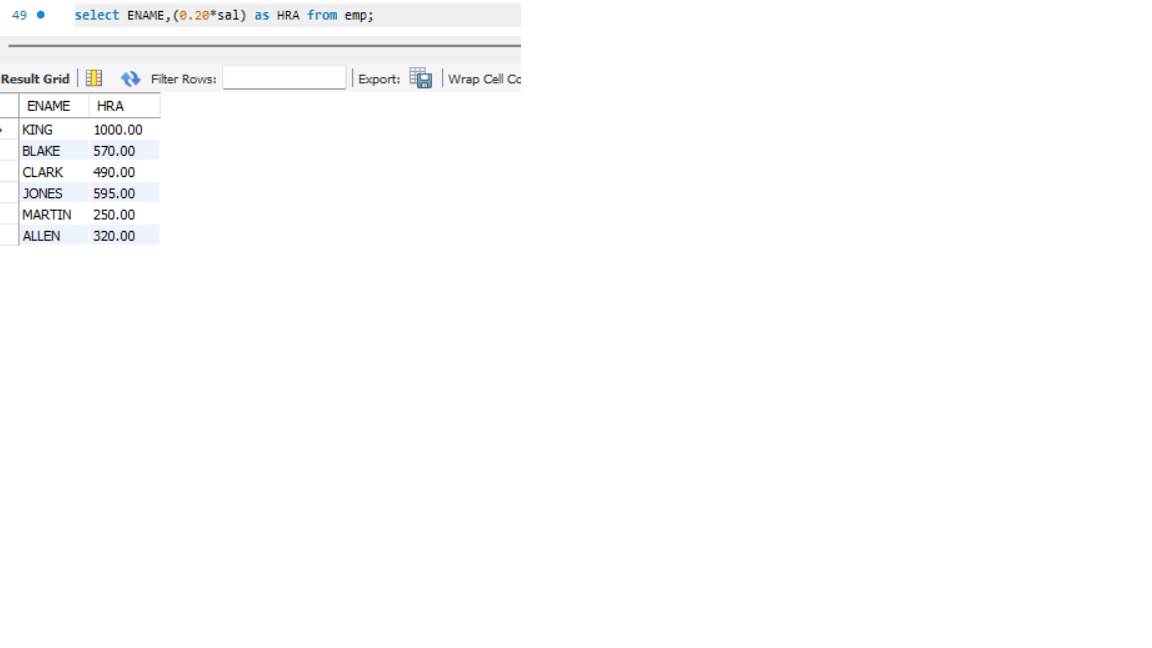 49 select ENAME,(0.20*sal) as HRA from emp;
Result Grid Filter Rows: Export: Wrap Cell Co
ENAME HRA
KING 1000.00
BLAKE 570.00
CLARK 490.00
JONES 595.00
MARTIN 250.00
ALLEN 320.00